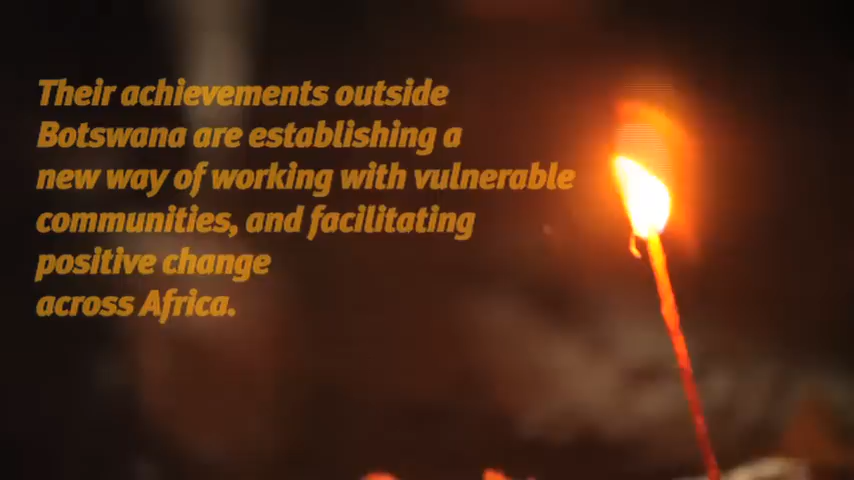 Their achievements outside
Botswana are establishing a
new way of working with vulnerable
communities, and facilitating
positive change
across Africa.